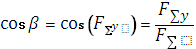 cos β = cos (F_Σy ⬚) = F_Σy / F_Σ ⬚